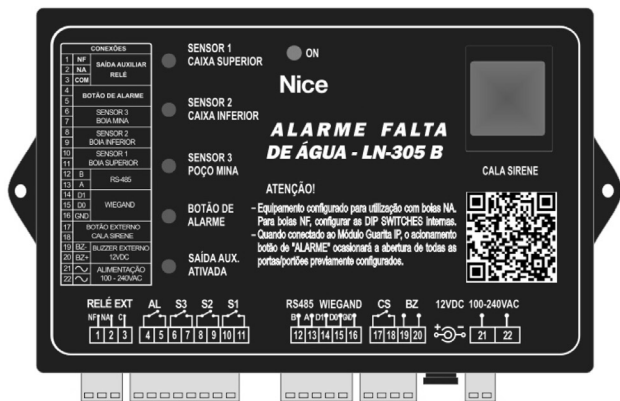 CONEXÕES
1 NF
2 NA SAÍDA AUXILIAR RELÉ
3 COM
4
5 BOTÃO DE ALARME
6 SENSOR 3
7 BOIA MINA
8 SENSOR 2
9 BOIA INFERIOR
10 SENSOR 1
11 BOIA SUPERIOR
12 B RS-485
13 A
14 D1
15 D0 WIEGAND
16 GND
17 BOTÃO EXTERNO
18 CALA SIRENE
19 BZ- BUZZER EXTERNO
20 BZ+ 12VDC
21 ALIMENTAÇÃO
22 100 - 240VAC
SENSOR 1
CAIXA SUPERIOR
SENSOR 2
CAIXA INFERIOR
SENSOR 3
POÇO MINA
BOTÃO DE
ALARME
SAÍDA AUX.
ATIVADA
ON
Nice
ALARME FALTA
DE ÁGUA - LN-305 B
CALA SIRENE
ATENÇÃO!
– Equipamento configurado para utilização com boias NA.
Para boias NF, configurar as DIP SWITCHES internas.
– Quando conectado ao Módulo Guarita IP, o acionamento
botão de "ALARME" ocasionará a abertura de todas as
portas/portões previamente configurados.
RELÉ EXT AL S3 S2 S1 RS485 WIEGAND CS BZ 12VDC 100-240VAC
NF NA C B A D1 D0 GD + -
1 2 3 4 5 6 7 8 9 10 11 12 13 14 15 16 17 18 19 20 21 22